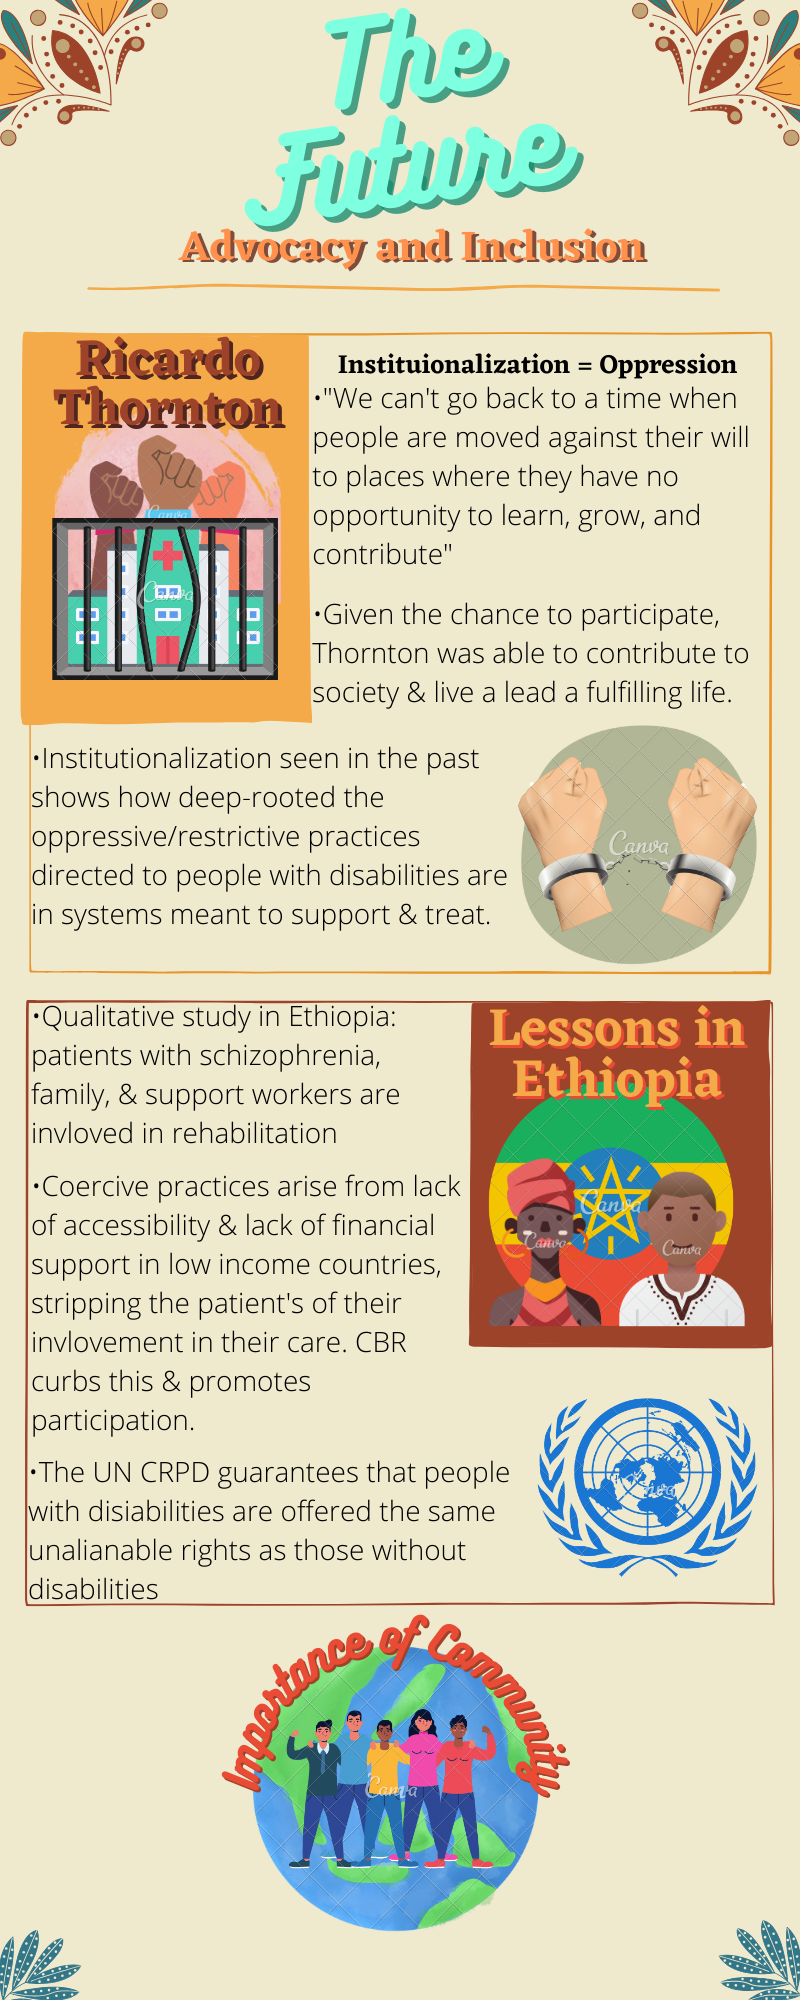 The
Future
Advocacy and Inclusion
Ricardo
Thornton
Instituionalization = Oppression
•"We can't go back to a time when
people are moved against their will
to places where they have no
opportunity to learn, grow, and
contribute"
•Given the chance to participate,
Thornton was able to contribute to
society & live a lead a fulfilling life.
Canva
Canva
•Institutionalization seen in the past
shows how deep-rooted the
oppressive/restrictive practices
directed to people with disabilities are
in systems meant to support & treat.
Canva
•Qualitative study in Ethiopia:
patients with schizophrenia,
family, & support workers are
invloved in rehabilitation
•Coercive practices arise from lack
of accessibility & lack of financial
support in low income countries,
stripping the patient's of their
invlovement in their care. CBR
curbs this & promotes
participation.
Lessons in
Ethiopia
Canva
Canva
Canva
•The UN CRPD guarantees that people
with disiabilities are offered the same
unalianable rights as those without
disabilities
Canva
Importance of Community
Canva